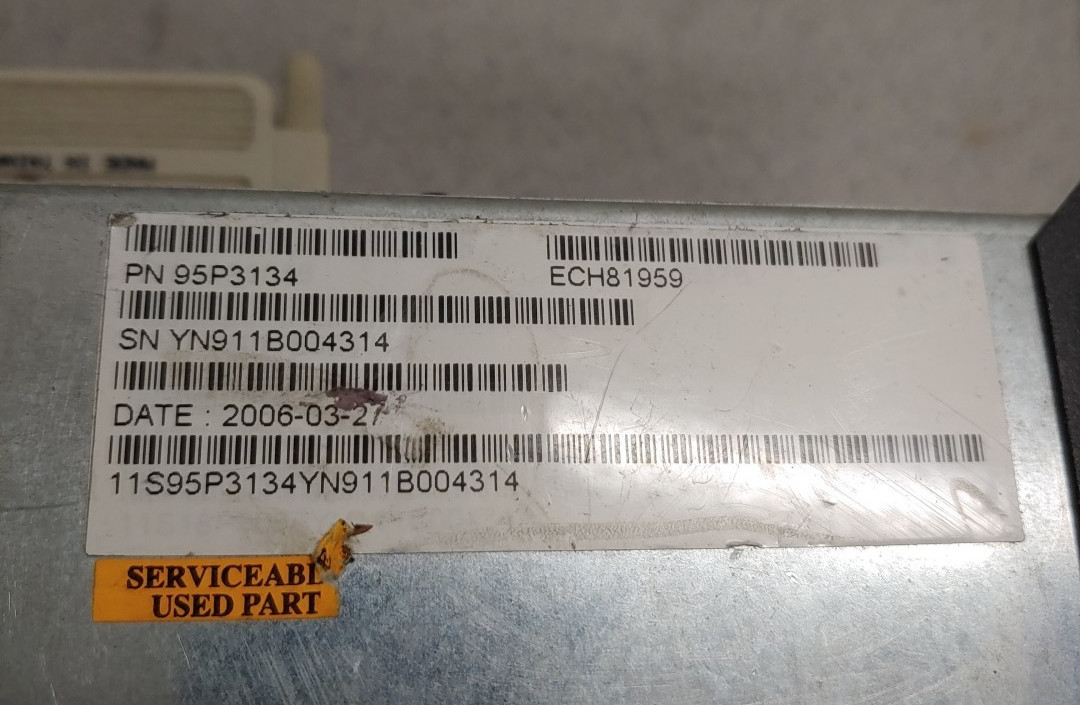 PN 95P3134
ECH81959
SN YN911B004314
DATE : 2006-03-27
11S95P3134YN911B004314
SERVICEABL
USED PART